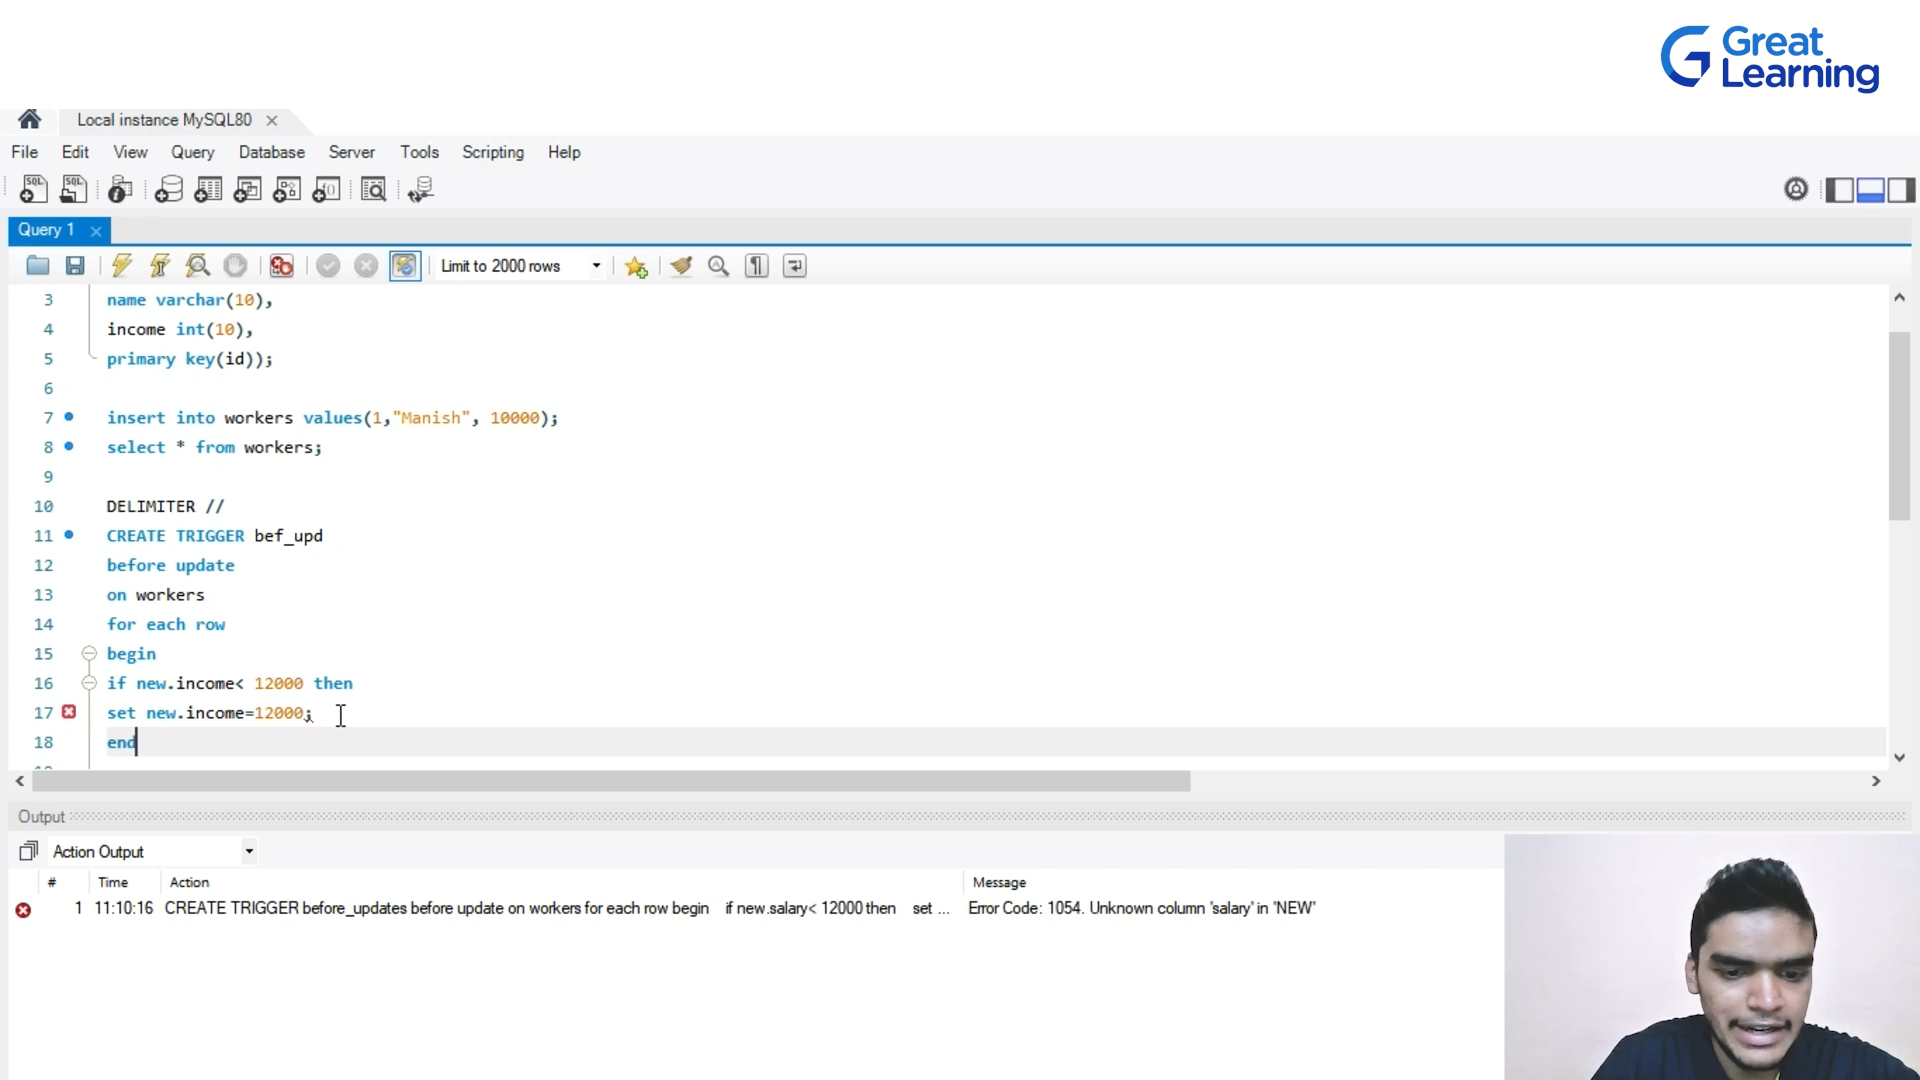 Great
Learning
Local instance MySQL80
File Edit View Query Database Server Tools Scripting Help
Query 1
Limit to 2000 rows
3 name varchar(10),
4 income int(10),
5 primary key(id));
6
7 insert into workers values(1,"Manish", 10000);
8 select * from workers;
9
10 DELIMITER //
11 CREATE TRIGGER bef_upd
12 before update
13 on workers
14 for each row
15 begin
16 if new.income< 12000 then
17 set new.income=12000;
18 end
Output
Action Output
# Time Action Message
1 11:10:16 CREATE TRIGGER before_updates before update on workers for each row begin if new.salary< 12000 then set ... Error Code: 1054. Unknown column 'salary' in 'NEW'